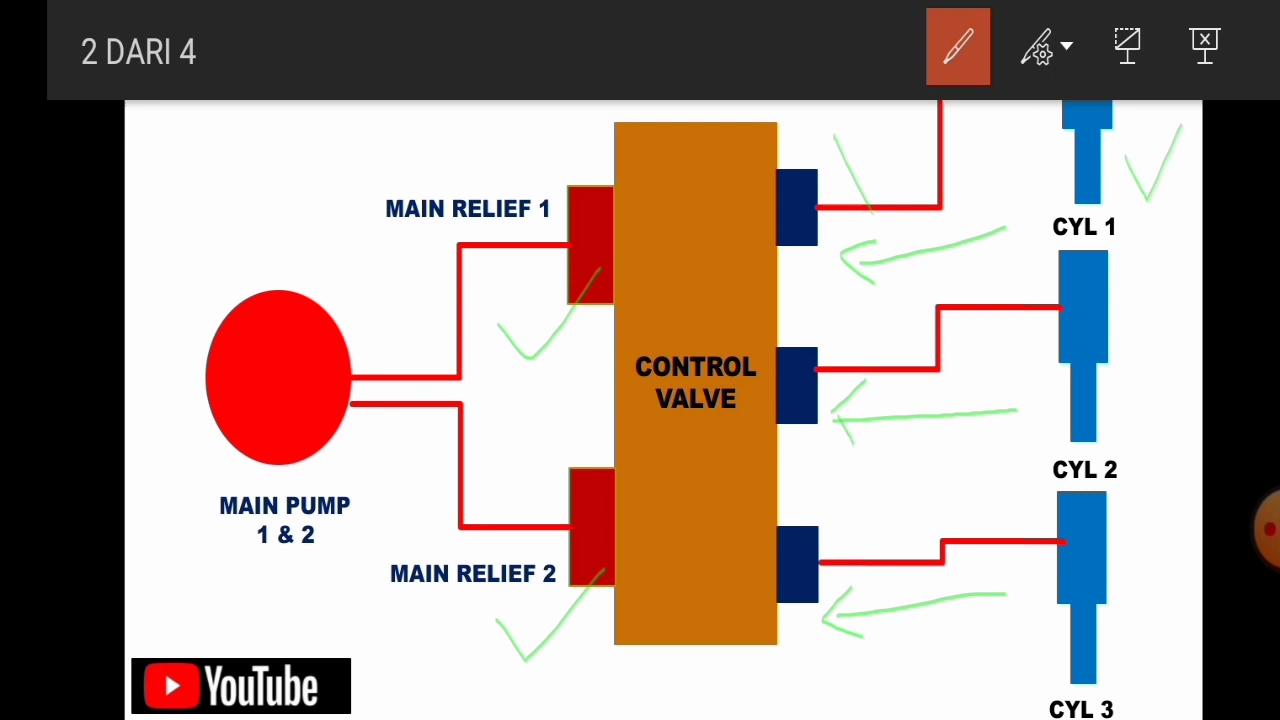 2 DARI 4
MAIN RELIEF 1
CYL 1
CONTROL
VALVE
CYL 2
MAIN PUMP
1 & 2
MAIN RELIEF 2
YouTube
CYL 3